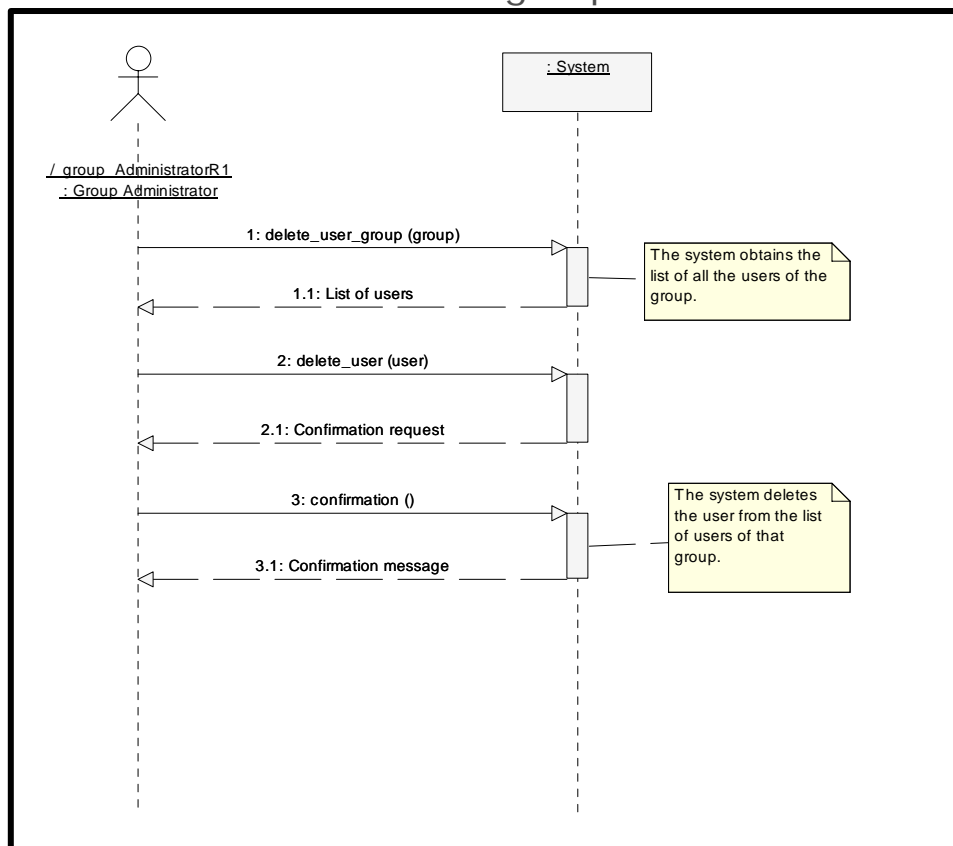 : System
/ group_AdministratorR1
: Group Administrator
1: delete_user_group (group)
The system obtains the
list of all the users of the
group.
1.1: List of users
2: delete_user (user)
2.1: Confirmation request
3: confirmation ()
The system deletes
the user from the list
of users of that
group.
3.1: Confirmation message